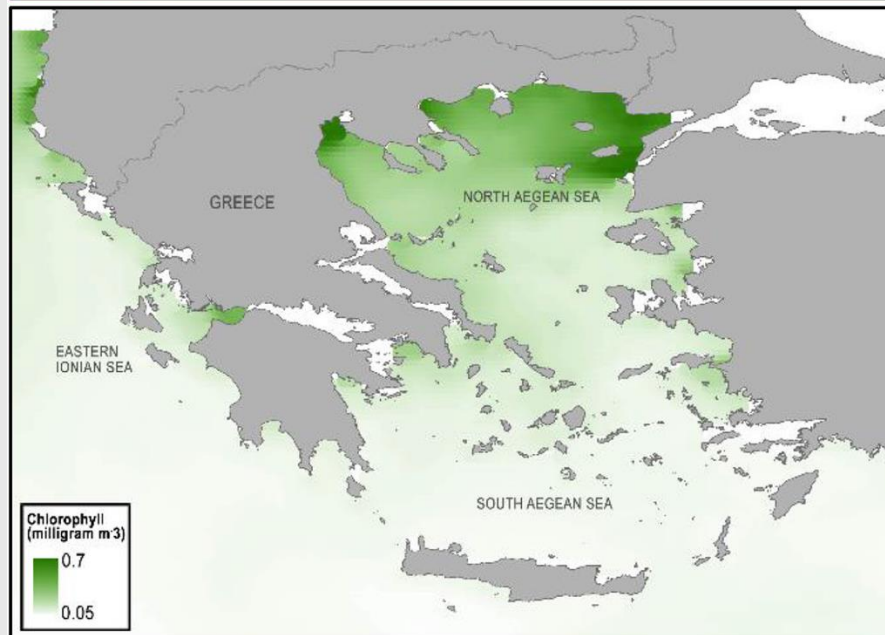 GREECE
NORTH AEGEAN SEA
EASTERN
IONIAN SEA
SOUTH AEGEAN SEA
Chlorophyll
(milligram m-3)
0.7
0.05